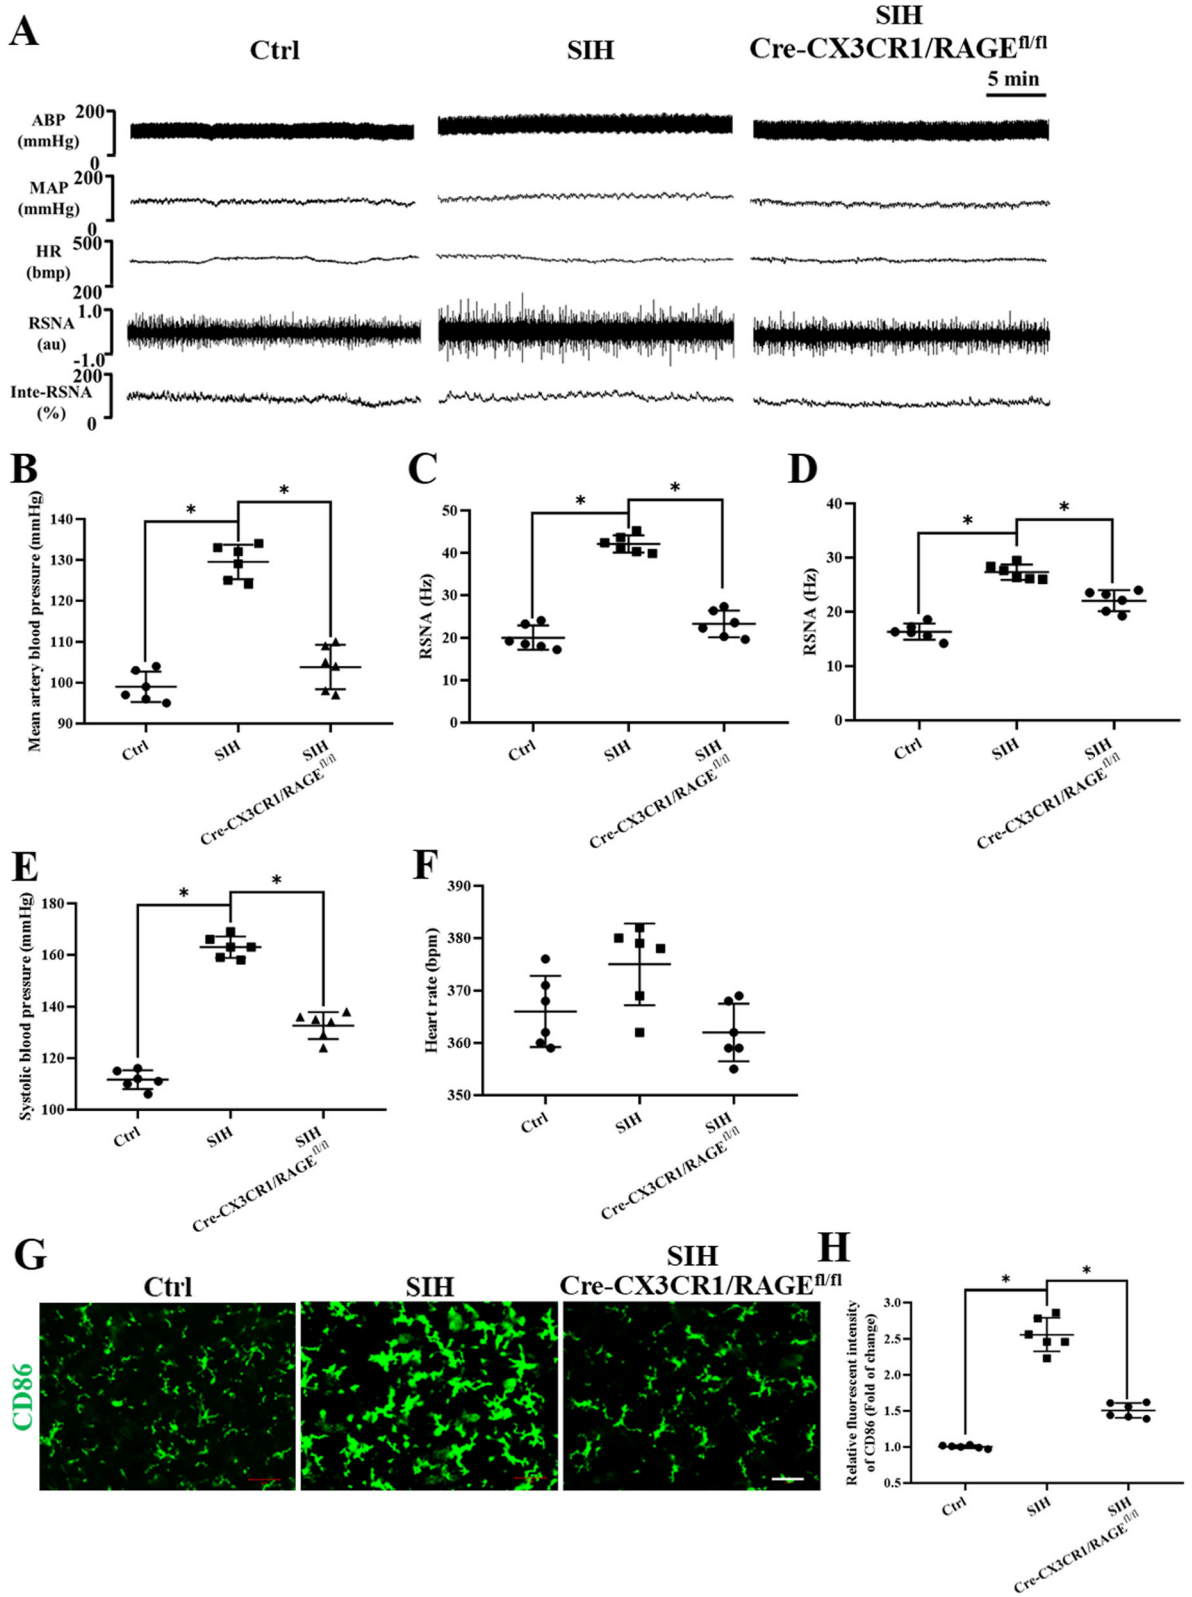 A
Ctrl
SIH
SIH
Cre-CX3CR1/RAGEfl/fl
5 min
ABP
(mmHg)
200
0
MAP
(mmHg)
200
0
HR
(bmp)
500
200
RSNA
(au)
1.0
-1.0
Inte-RSNA
(%)
200
0
B
Mean artery blood pressure (mmHg)
140
130
120
110
100
90
*
*
Ctrl
SIH
SIH
Cre-CX3CR1/RAGEfl/fl
C
RSNA (Hz)
50
40
30
20
10
0
*
*
Ctrl
SIH
SIH
Cre-CX3CR1/RAGEfl/fl
D
RSNA (Hz)
40
30
20
10
0
*
*
Ctrl
SIH
SIH
Cre-CX3CR1/RAGEfl/fl
E
Systolic blood pressure (mmHg)
180
160
140
120
100
*
*
Ctrl
SIH
SIH
Cre-CX3CR1/RAGEfl/fl
F
Heart rate (bpm)
390
380
370
360
350
Ctrl
SIH
SIH
Cre-CX3CR1/RAGEfl/fl
G
Ctrl
SIH
SIH
Cre-CX3CR1/RAGEfl/fl
CD86
H
Relative fluorescent intensity
of CD86 (Fold of change)
3.0
2.5
2.0
1.5
1.0
0.5
*
*
Ctrl
SIH
SIH
Cre-CX3CR1/RAGEfl/fl